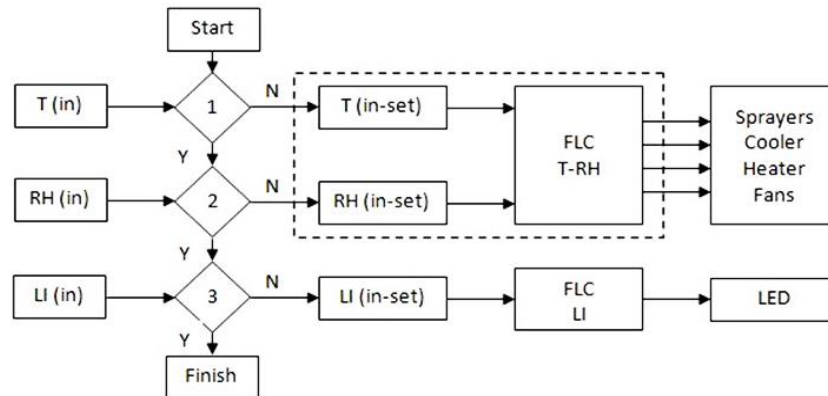 Start
T (in)
1
N
T (in-set)
FLC
T-RH
Sprayers
Cooler
Heater
Fans
Y
RH (in)
2
N
RH (in-set)
Y
LI (in)
3
N
LI (in-set)
FLC
LI
LED
Y
Finish